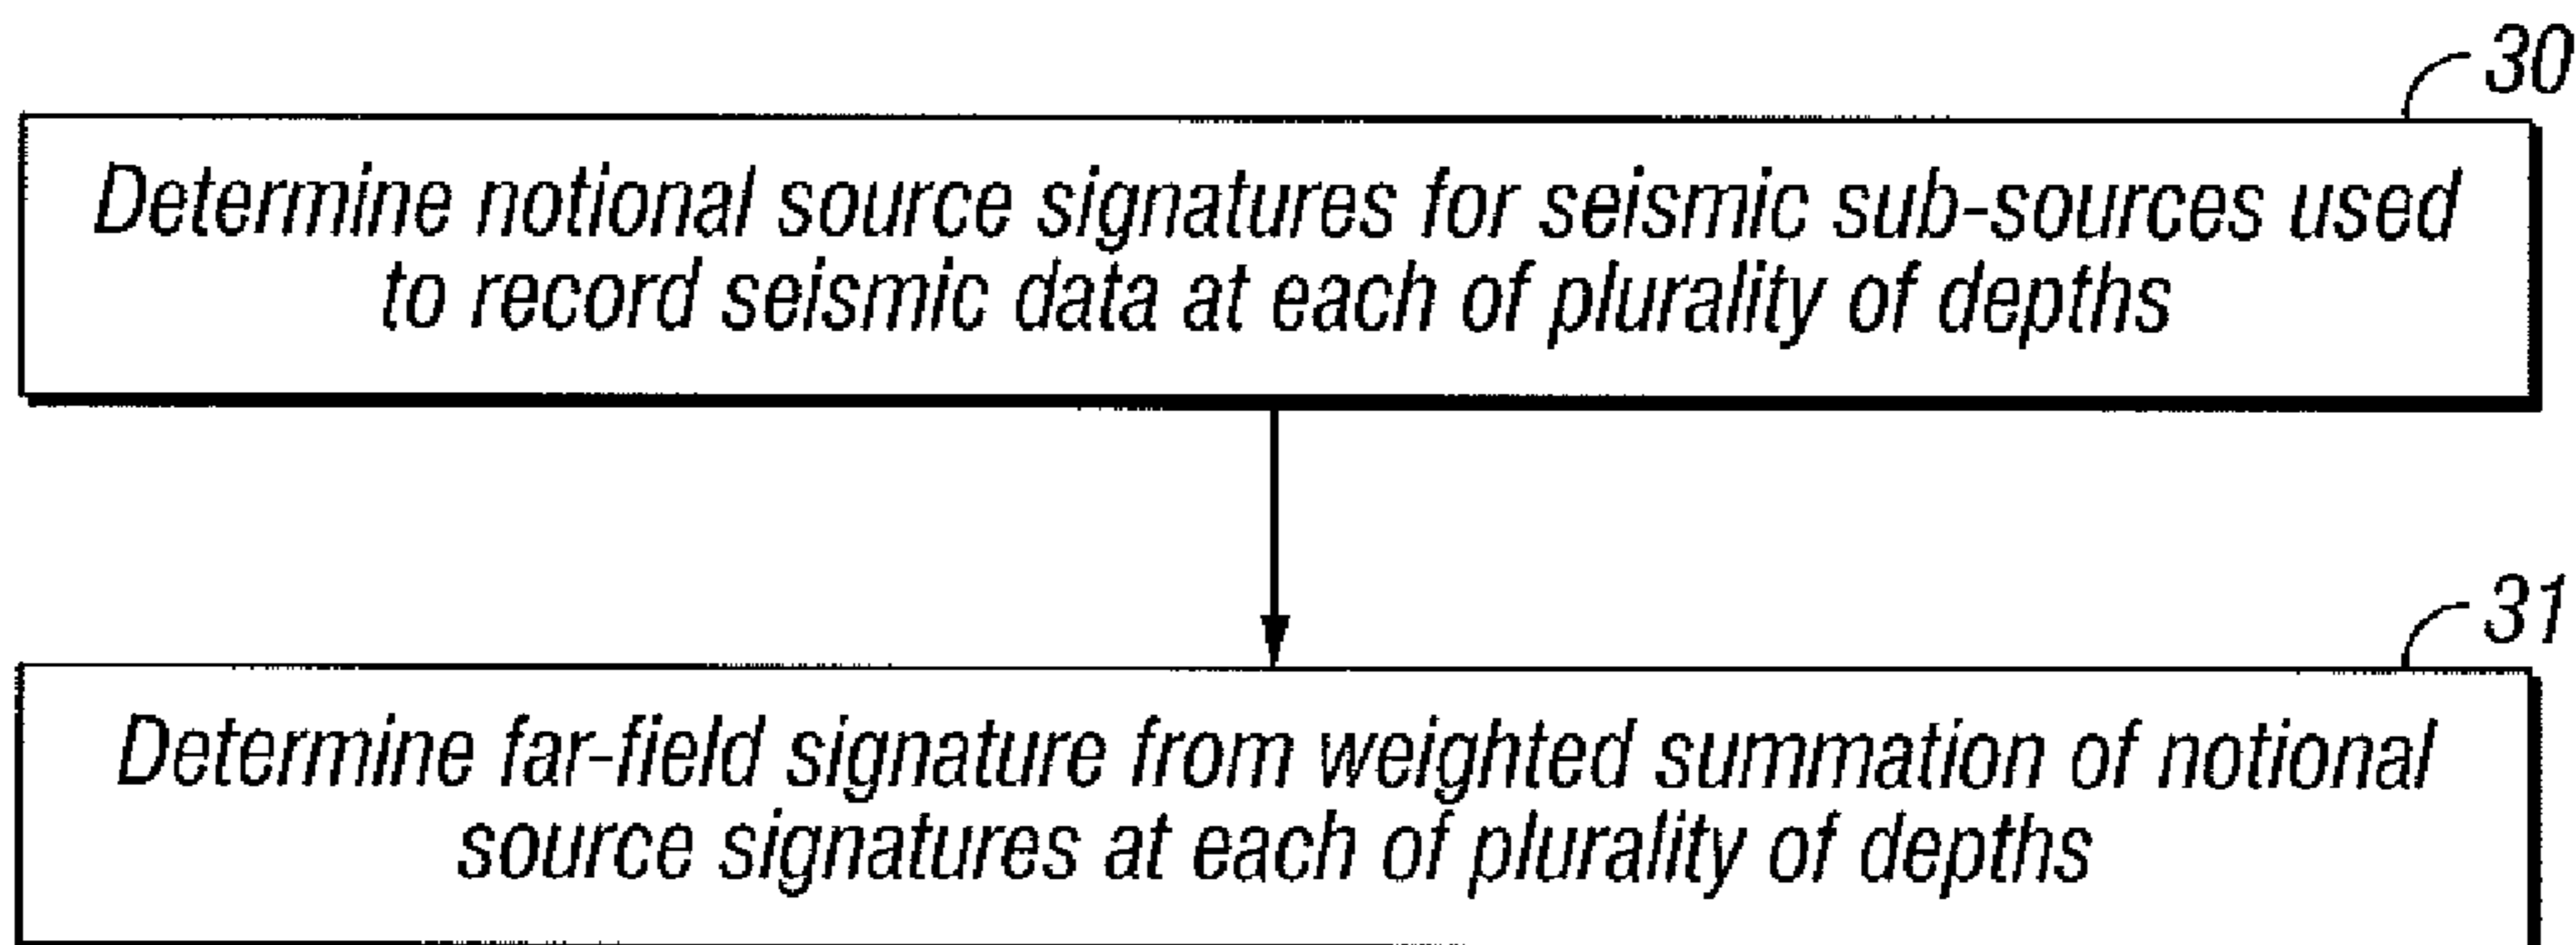 30
Determine notional source signatures for seismic sub-sources used
to record seismic data at each of plurality of depths
31
Determine far-field signature from weighted summation of notional
source signatures at each of plurality of depths